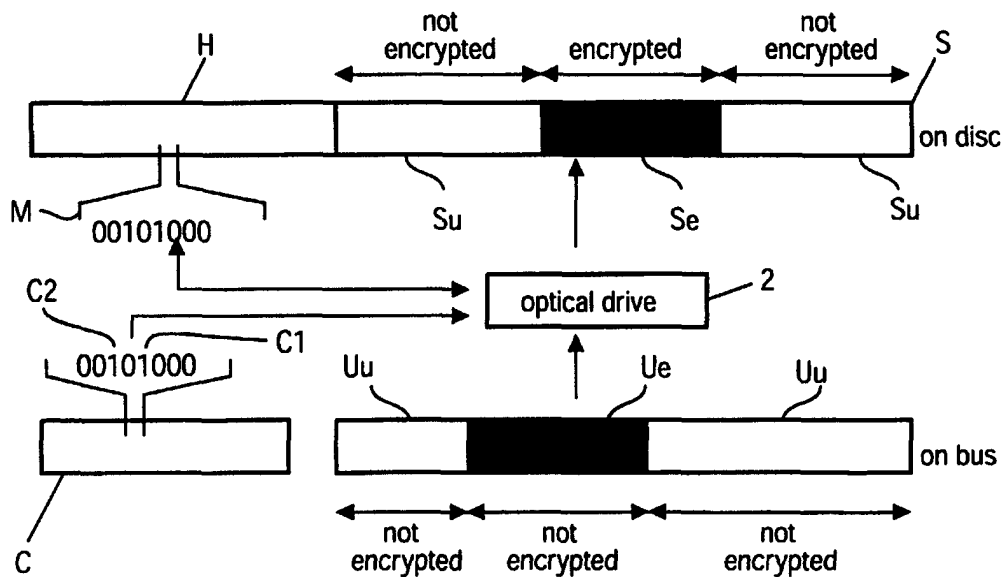 H
not encrypted
encrypted
not encrypted
S
on disc
M
00101000
Su
Se
Su
C2
00101000
C1
optical drive
2
Uu
Ue
Uu
on bus
C
not encrypted
not encrypted
not encrypted